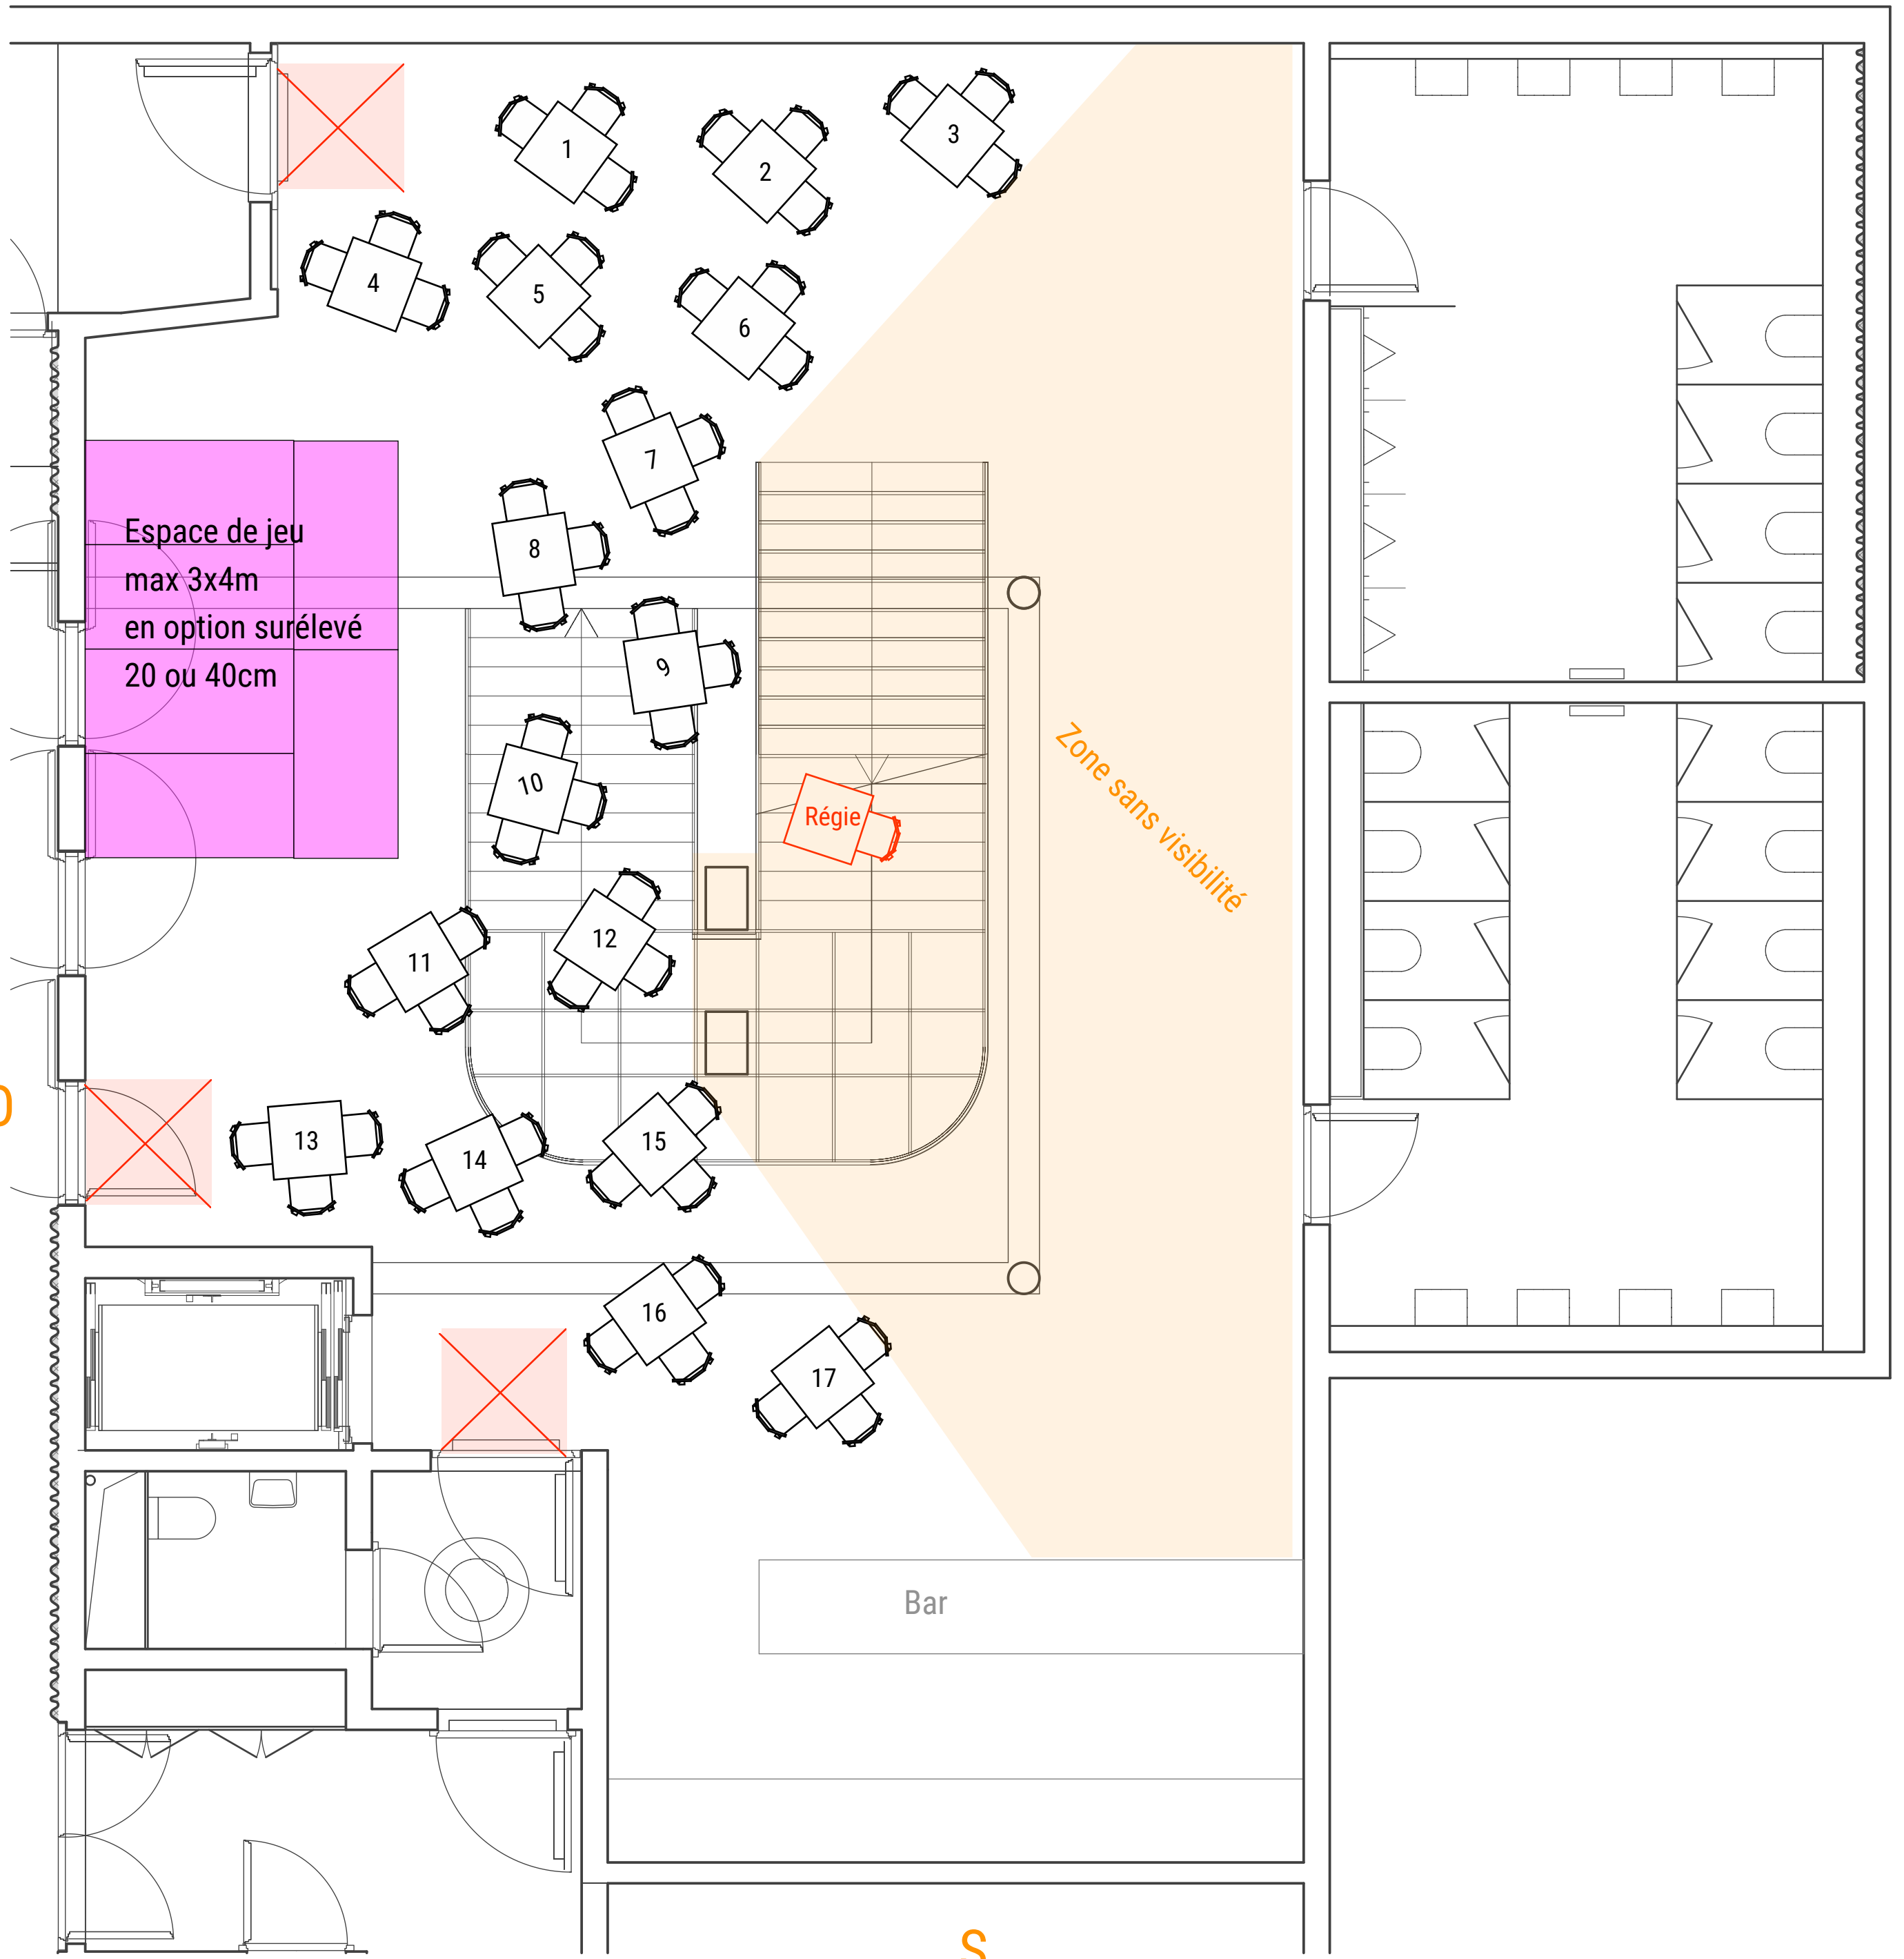 1
2
3
4
5
6
7
8
9
10
11
12
13
14
15
16
17
Espace de jeu
max 3x4m
en option surélevé
20 ou 40cm
Régie
Zone sans visibilité
Bar
S